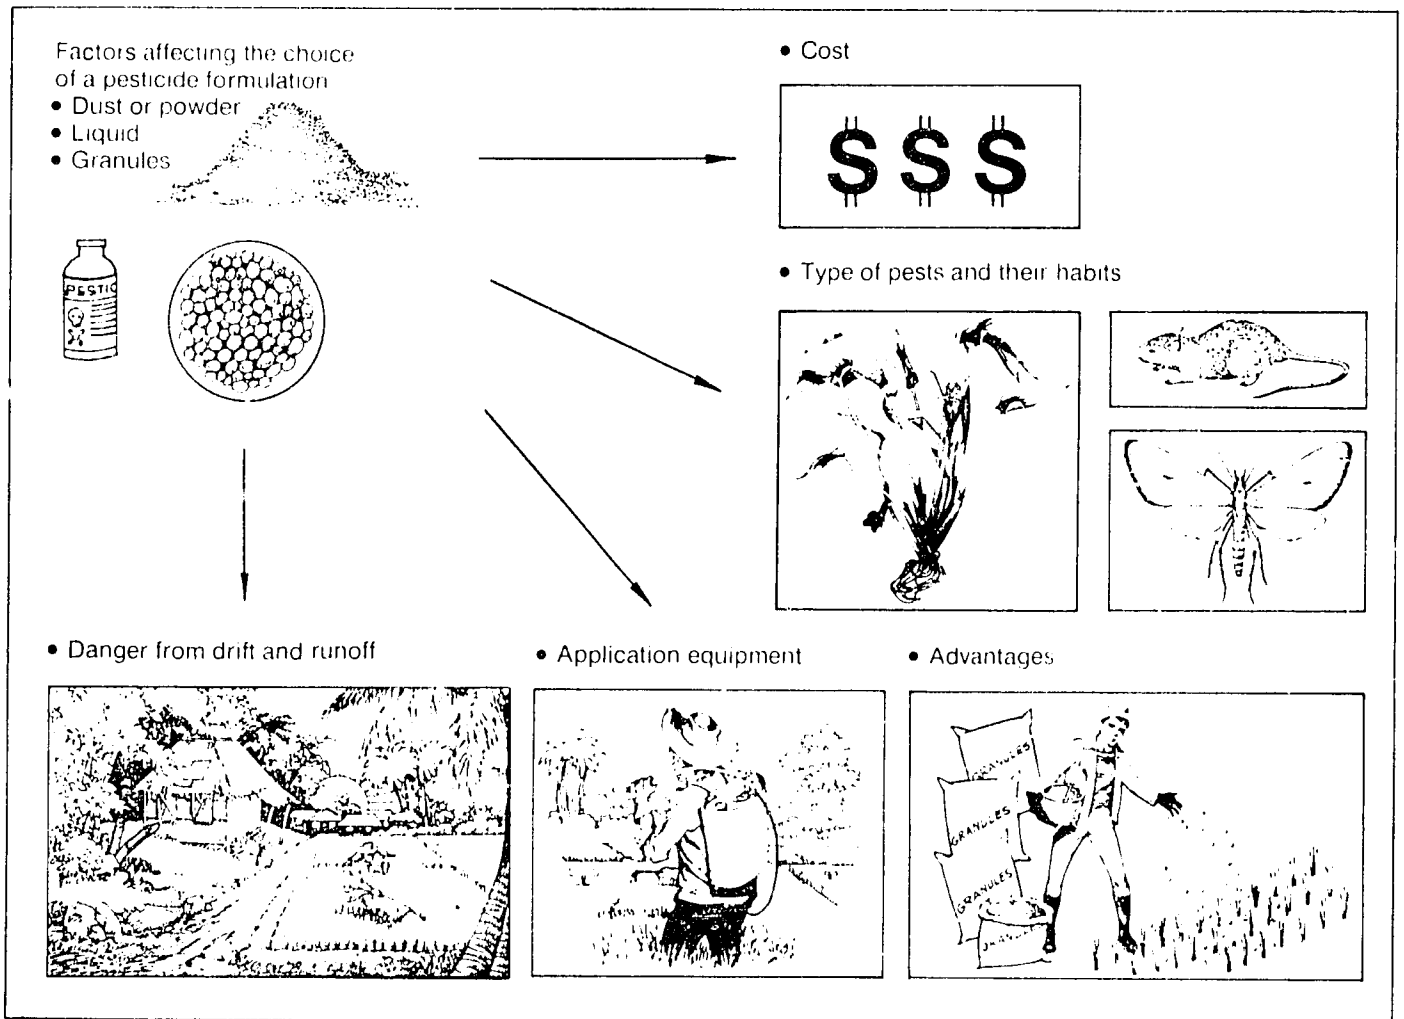 Factors affecting the choice
of a pesticide formulation
• Dust or powder
• Liquid
• Granules
PESTIC
• Cost
$ $ $
• Type of pests and their habits
• Danger from drift and runoff
• Application equipment
• Advantages
GRANULES
GRANULES
GRANULES
GRANUL